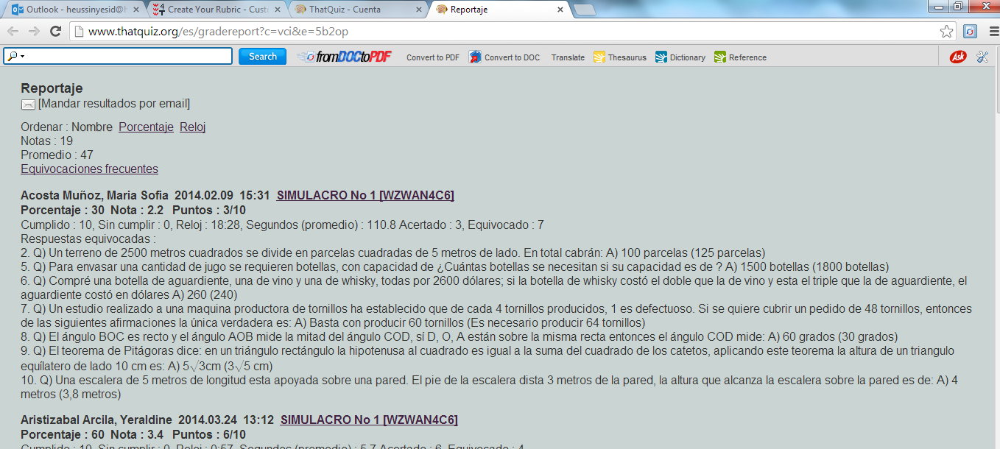 Outlook - heussinyesid@h
Create Your Rubric - Cust
ThatQuiz - Cuenta
Reportaje
www.thatquiz.org/es/gradereport?c=vci&e=5b2op
Search
fromDOCtoPDF
Convert to PDF
Convert to DOC
Translate
Thesaurus
Dictionary
Reference
Ask
Reportaje
[Mandar resultados por email]
Ordenar : Nombre Porcentaje Reloj
Notas : 19
Promedio : 47
Equivocaciones frecuentes
Acosta Muñoz, Maria Sofia 2014.02.09 15:31 SIMULACRO No 1 [WZWAN4C6]
Porcentaje : 30 Nota : 2.2 Puntos : 3/10
Cumplido : 10, Sin cumplir : 0, Reloj : 18:28, Segundos (promedio) : 110.8 Acertado : 3, Equivocado : 7
Respuestas equivocadas :
2. Q) Un terreno de 2500 metros cuadrados se divide en parcelas cuadradas de 5 metros de lado. En total cabrán: A) 100 parcelas (125 parcelas)
5. Q) Para envasar una cantidad de jugo se requieren botellas, con capacidad de ¿Cuántas botellas se necesitan si su capacidad es de ? A) 1500 botellas (1800 botellas)
6. Q) Compré una botella de aguardiente, una de vino y una de whisky, todas por 2600 dólares; si la botella de whisky costó el doble que la de vino y esta el triple que la de aguardiente, el
aguardiente costó en dólares A) 260 (240)
7. Q) Un estudio realizado a una maquina productora de tornillos ha establecido que de cada 4 tornillos producidos, 1 es defectuoso. Si se quiere cubrir un pedido de 48 tornillos, entonces
de las siguientes afirmaciones la única verdadera es: A) Basta con producir 60 tornillos (Es necesario producir 64 tornillos)
8. Q) El ángulo BOC es recto y el ángulo AOB mide la mitad del ángulo COD, sí D, O, A están sobre la misma recta entonces el ángulo COD mide: A) 60 grados (30 grados)
9. Q) El teorema de Pitágoras dice: en un triángulo rectángulo la hipotenusa al cuadrado es igual a la suma del cuadrado de los catetos, aplicando este teorema la altura de un triangulo
equílatero de lado 10 cm es: A) 5√3cm (3√5 cm)
10. Q) Una escalera de 5 metros de longitud esta apoyada sobre una pared. El pie de la escalera dista 3 metros de la pared, la altura que alcanza la escalera sobre la pared es de: A) 4
metros (3,8 metros)
Aristizabal Arcila, Yeraldine 2014.03.24 13:12 SIMULACRO No 1 [WZWAN4C6]
Porcentaje : 60 Nota : 3.4 Puntos : 6/10
Cumplido : 10, Sin cumplir : 0, Reloj : 0:57, Segundos (promedio) : 5.7 Acertado : 6, Equivocado : 4